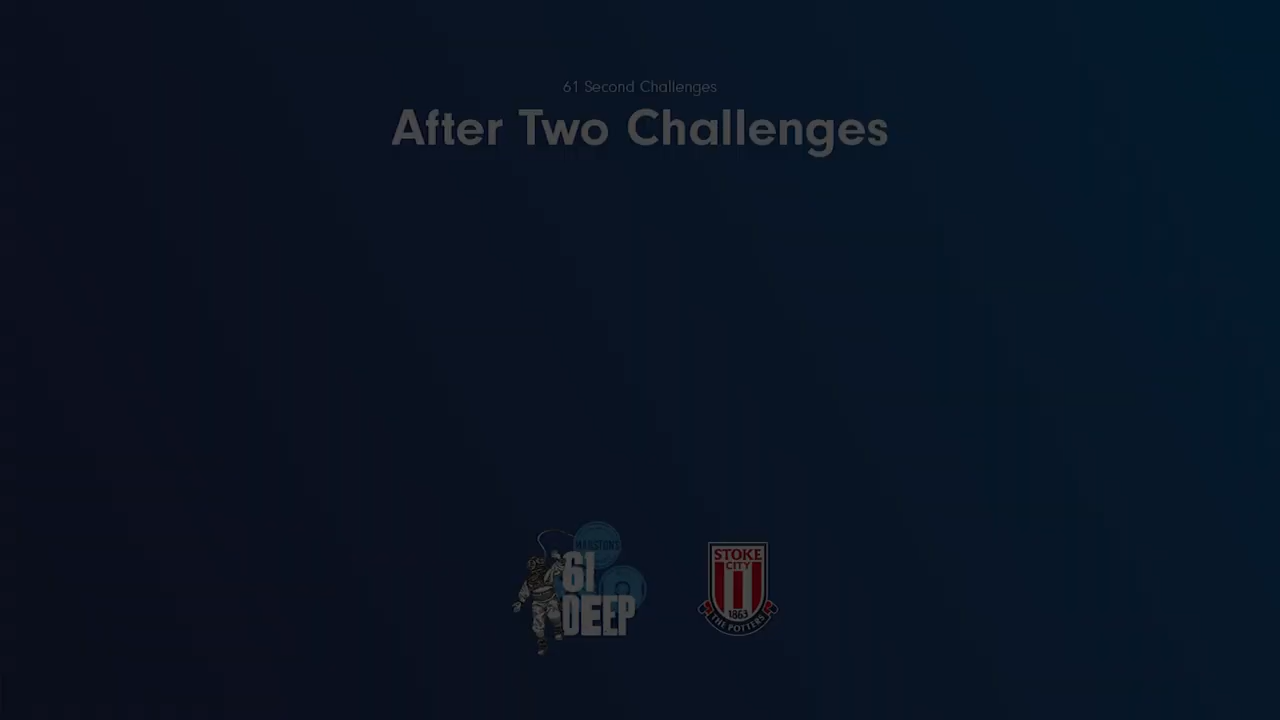 61 Second Challenges
After Two Challenges
MARSTON'S
61
DEEP
STOKE
CITY
1863
THE POTTERS